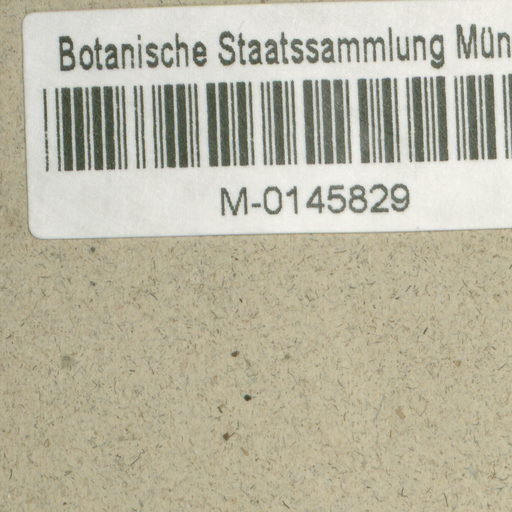 Botanische Staatssammlung Mün
M-0145829